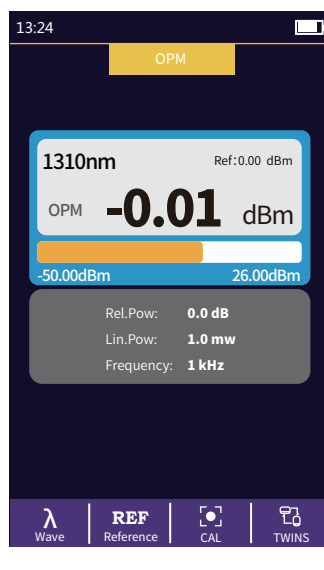 13:24
OPM
1310nm Ref:0.00 dBm
OPM -0.01 dBm
-50.00dBm 26.00dBm
Rel.Pow: 0.0 dB
Lin.Pow: 1.0 mw
Frequency: 1 kHz
λ REF
Wave Reference CAL TWINS